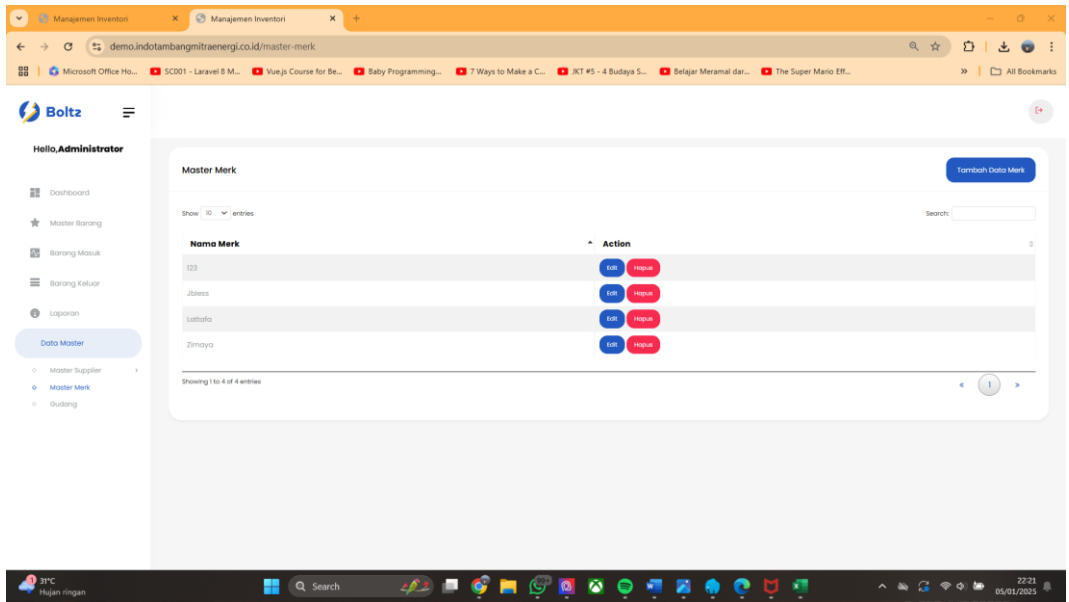 Manajemen Inventori
Manajemen Inventori
demo.indotambangmitraenergi.co.id/master-merk
Microsoft Office Ho...
SC001 - Laravel 8 M...
Vue.js Course for Be...
Baby Programming...
7 Ways to Make a C...
JKT #5 - 4 Budaya S...
Belajar Meramal dar...
The Super Mario Eff...
All Bookmarks
Boltz
Hello,Administrator
Dashboard
Master Barang
Barang Masuk
Barang Keluar
Laporan
Data Master
Master Supplier
Master Merk
Gudang
Master Merk
Tambah Data Merk
Show 10 entries
Search:
Nama Merk Action
123 Edit Hapus
Jbless Edit Hapus
Lattafa Edit Hapus
Zimaya Edit Hapus
Showing 1 to 4 of 4 entries
« 1 »
1
31°C
Hujan ringan
Search
99+
22:21
05/01/2025